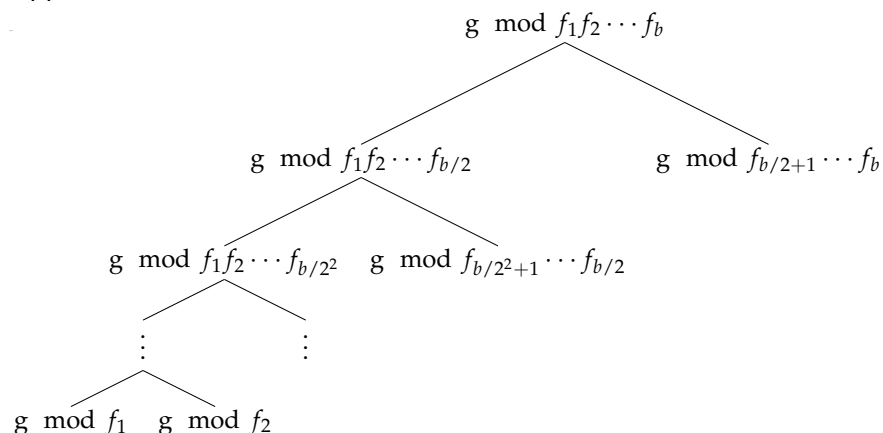 g mod f₁f₂ ··· f_b
g mod f₁f₂ ··· f_{b/2} g mod f_{b/2+1} ··· f_b
g mod f₁f₂ ··· f_{b/2²} g mod f_{b/2²+1} ··· f_{b/2}
⋮ ⋮
g mod f₁ g mod f₂